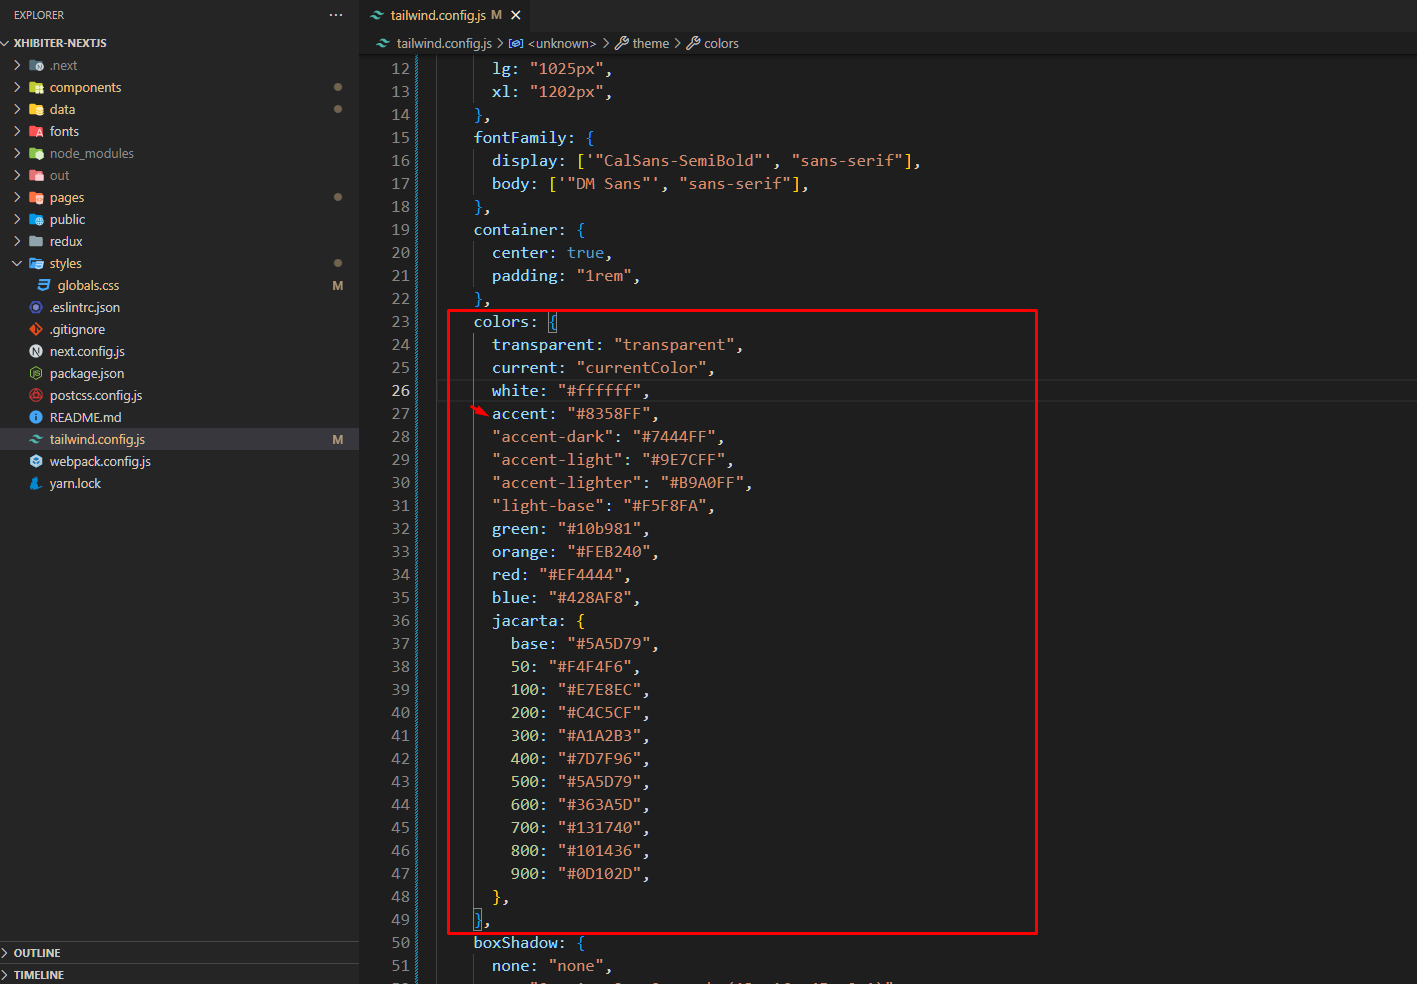 EXPLORER
···
XHIBITER-NEXTJS
.next
components
data
fonts
node_modules
out
pages
public
redux
styles
globals.css M
.eslintrc.json
.gitignore
next.config.js
package.json
postcss.config.js
README.md
tailwind.config.js M
webpack.config.js
yarn.lock
OUTLINE
TIMELINE
tailwind.config.js M
tailwind.config.js > <unknown> > theme > colors
12 lg: "1025px",
13 xl: "1202px",
14 },
15 fontFamily: {
16 display: ['"CalSans-SemiBold"', "sans-serif"],
17 body: ['"DM Sans"', "sans-serif"],
18 },
19 container: {
20 center: true,
21 padding: "1rem",
22 },
23 colors: {
24 transparent: "transparent",
25 current: "currentColor",
26 white: "#ffffff",
27 accent: "#8358FF",
28 "accent-dark": "#7444FF",
29 "accent-light": "#9E7CFF",
30 "accent-lighter": "#B9A0FF",
31 "light-base": "#F5F8FA",
32 green: "#10b981",
33 orange: "#FEB240",
34 red: "#EF4444",
35 blue: "#428AF8",
36 jacarta: {
37 base: "#5A5D79",
38 50: "#F4F4F6",
39 100: "#E7E8EC",
40 200: "#C4C5CF",
41 300: "#A1A2B3",
42 400: "#7D7F96",
43 500: "#5A5D79",
44 600: "#363A5D",
45 700: "#131740",
46 800: "#101436",
47 900: "#0D102D",
48 },
49 },
50 boxShadow: {
51 none: "none",